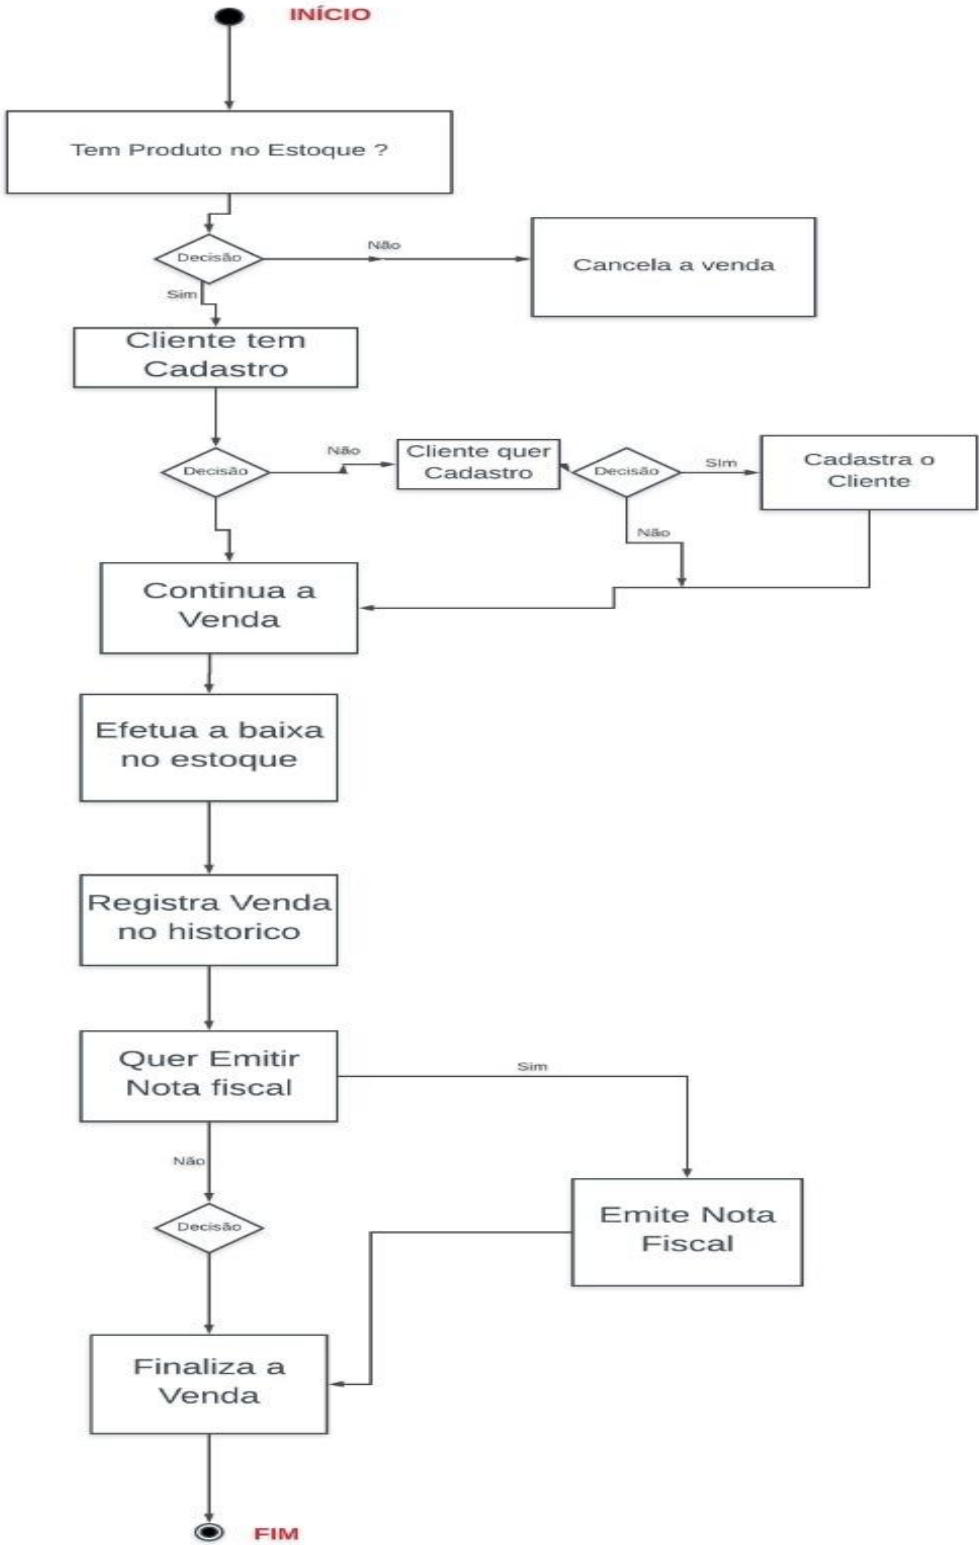 INÍCIO
Tem Produto no Estoque ?
Decisão
Não
Cancela a venda
Sim
Cliente tem
Cadastro
Decisão
Não
Cliente quer
Cadastro
Decisão
SIm
Cadastra o
Cliente
Não
Continua a
Venda
Efetua a baixa
no estoque
Registra Venda
no historico
Quer Emitir
Nota fiscal
Sim
Não
Decisão
Emite Nota
Fiscal
Finaliza a
Venda
FIM